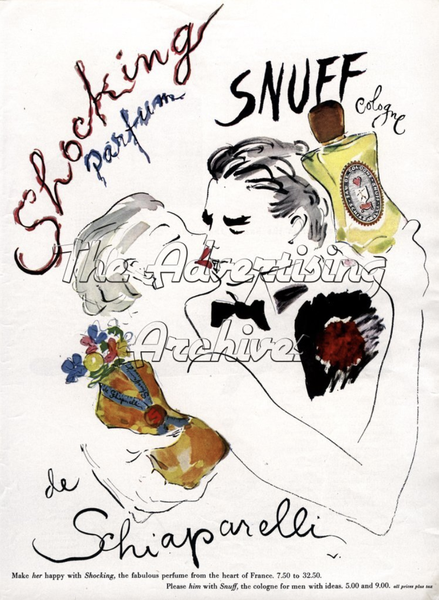 Shocking
parfum
SNUFF
cologne
The Advertising
Archives
Schiaparelli
de
Schiaparelli
Make her happy with Shocking, the fabulous perfume from the heart of France. 7.50 to 32.50.
Please him with Snuff, the cologne for men with ideas. 5.00 and 9.00. all prices plus tax